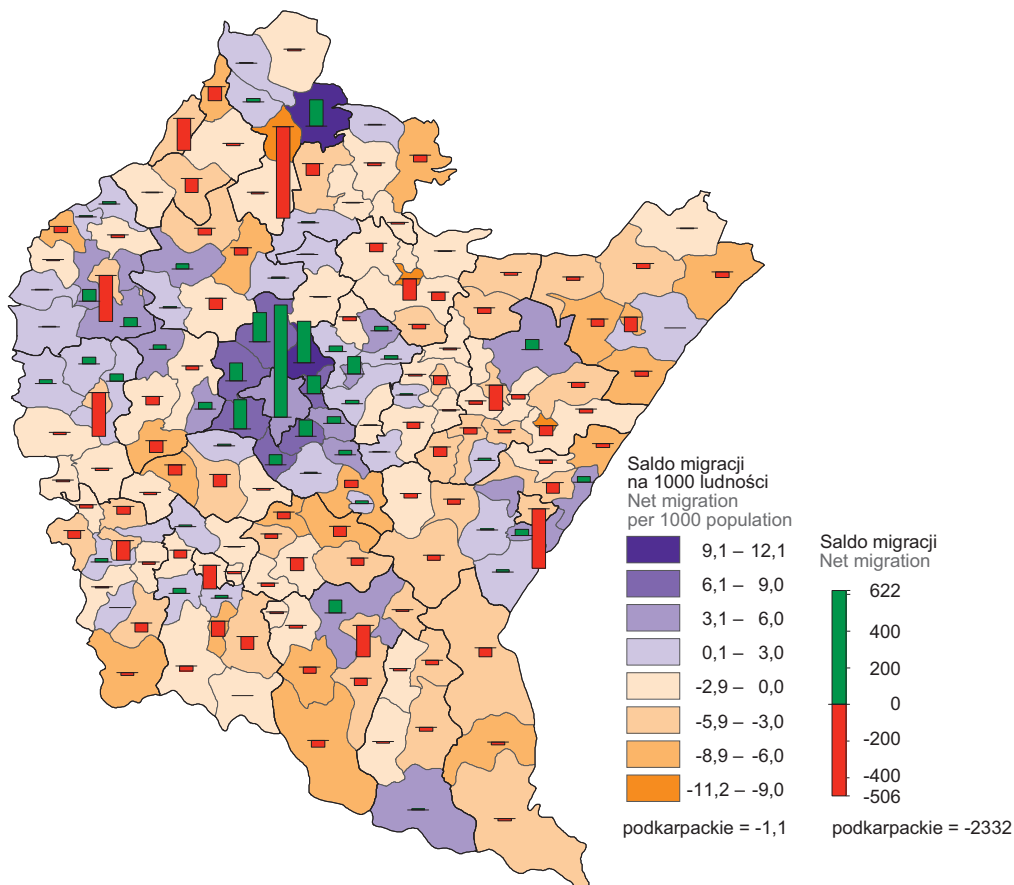 Saldo migracji
na 1000 ludności
Net migration
per 1000 population
9,1 – 12,1
6,1 – 9,0
3,1 – 6,0
0,1 – 3,0
-2,9 – 0,0
-5,9 – -3,0
-8,9 – -6,0
-11,2 – -9,0
podkarpackie = -1,1
Saldo migracji
Net migration
622
400
200
0
-200
-400
-506
podkarpackie = -2332